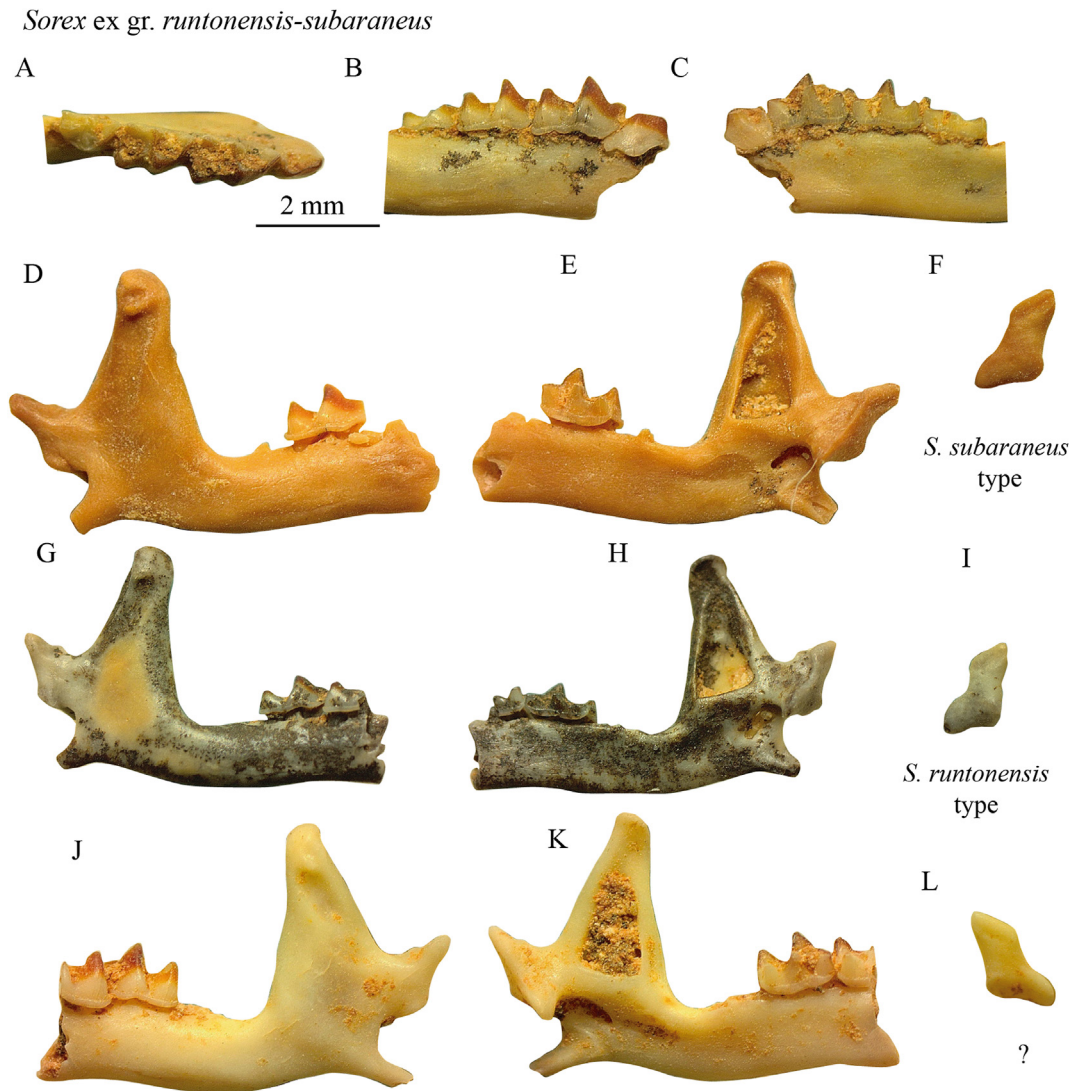 Sorex ex gr. runtonensis-subaraneus
A
B
C
2 mm
D
E
F
S. subaraneus
type
G
H
I
S. runtonensis
type
J
K
L
?